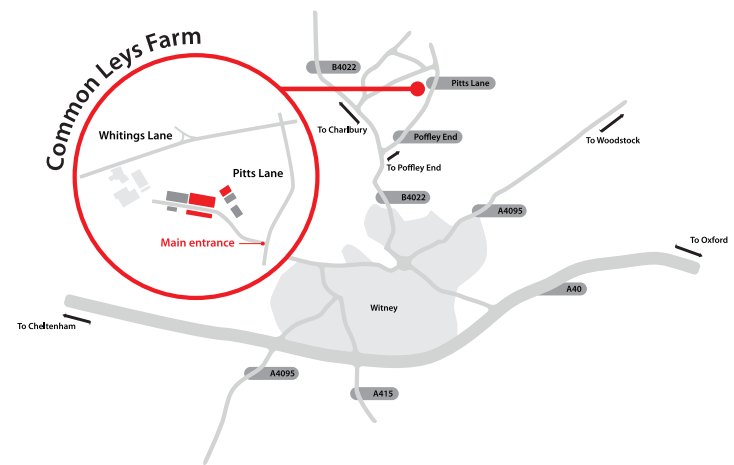 Common Leys Farm
B4022
Pitts Lane
To Charlbury
Whitings Lane
Poffley End
To Woodstock
To Poffley End
Pitts Lane
B4022
A4095
Main entrance
To Oxford
A40
Witney
To Cheltenham
A4095
A415